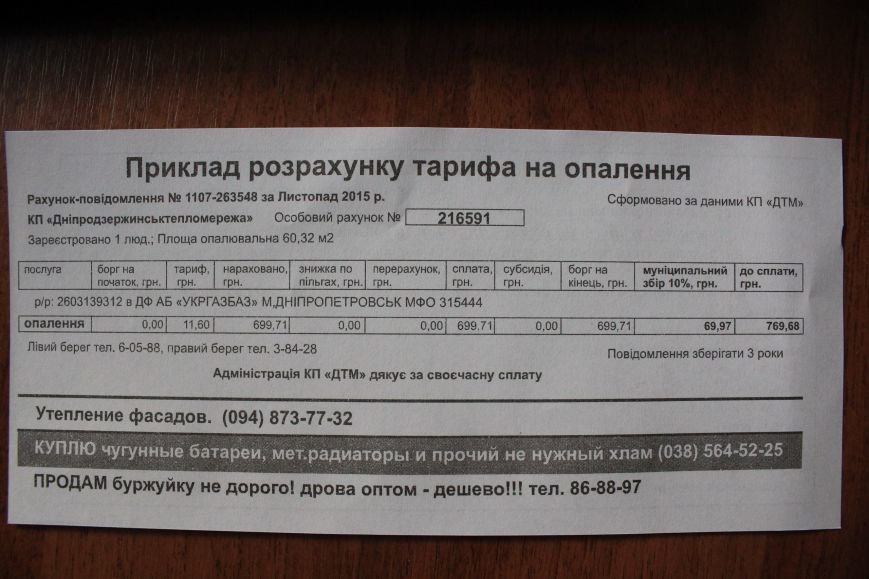 Приклад розрахунку тарифа на опалення
Рахунок-повідомлення № 1107-263548 за Листопад 2015 р.
Сформовано за даними КП «ДТМ»
КП «Дніпродзержинськтепломережа» Особовий рахунок № 216591
Зареєстровано 1 люд.; Площа опалювальна 60,32 м2
послуга борг на початок, грн. тариф, грн. нараховано, грн. знижка по пільгах, грн. перерахунок, грн. сплата, грн. субсидія, грн. борг на кінець, грн. муніципальний збір 10%, грн. до сплати, грн.
р/р: 2603139312 в ДФ АБ «УКРГАЗБАЗ» М,ДНІПРОПЕТРОВСЬК МФО 315444
опалення 0,00 11,60 699,71 0,00 0,00 699,71 0,00 699,71 69,97 769,68
Лівий берег тел. 6-05-88, правий берег тел. 3-84-28
Повідомлення зберігати 3 роки
Адміністрація КП «ДТМ» дякує за своєчасну сплату
Утепление фасадов. (094) 873-77-32
КУПЛЮ чугунные батареи, мет.радиаторы и прочий не нужный хлам (038) 564-52-25
ПРОДАМ буржуйку не дорого! дрова оптом - дешево!!! тел. 86-88-97